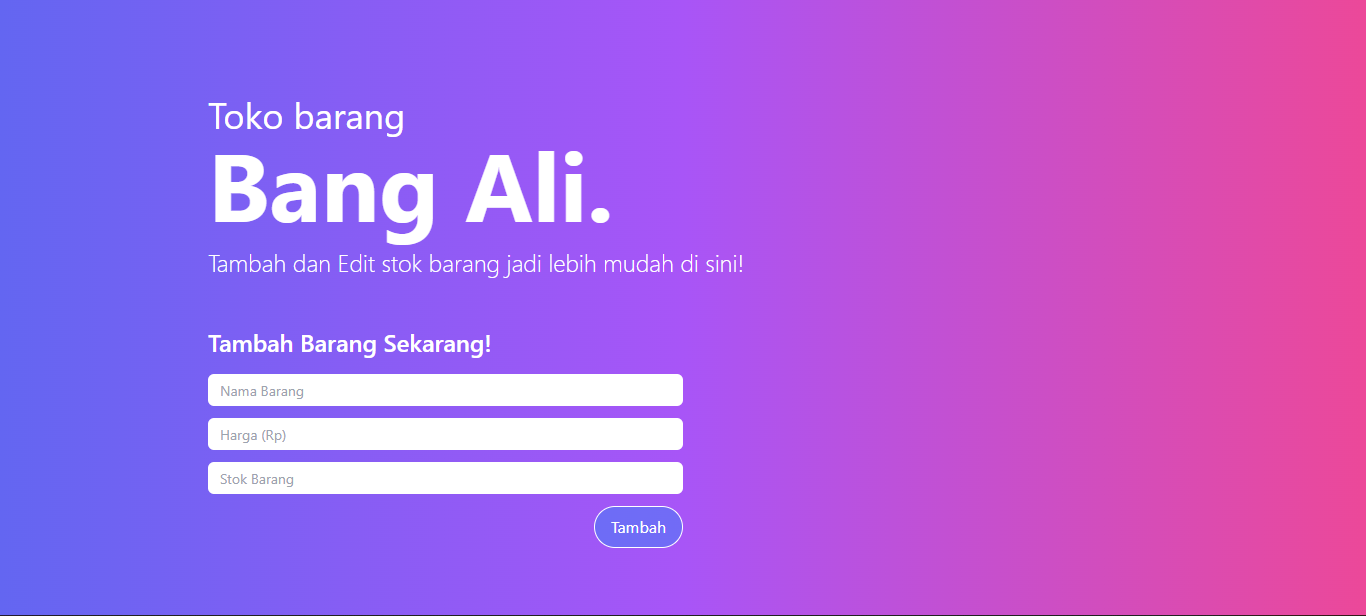 Toko barang
Bang Ali.
Tambah dan Edit stok barang jadi lebih mudah di sini!
Tambah Barang Sekarang!
Nama Barang
Harga (Rp)
Stok Barang
Tambah